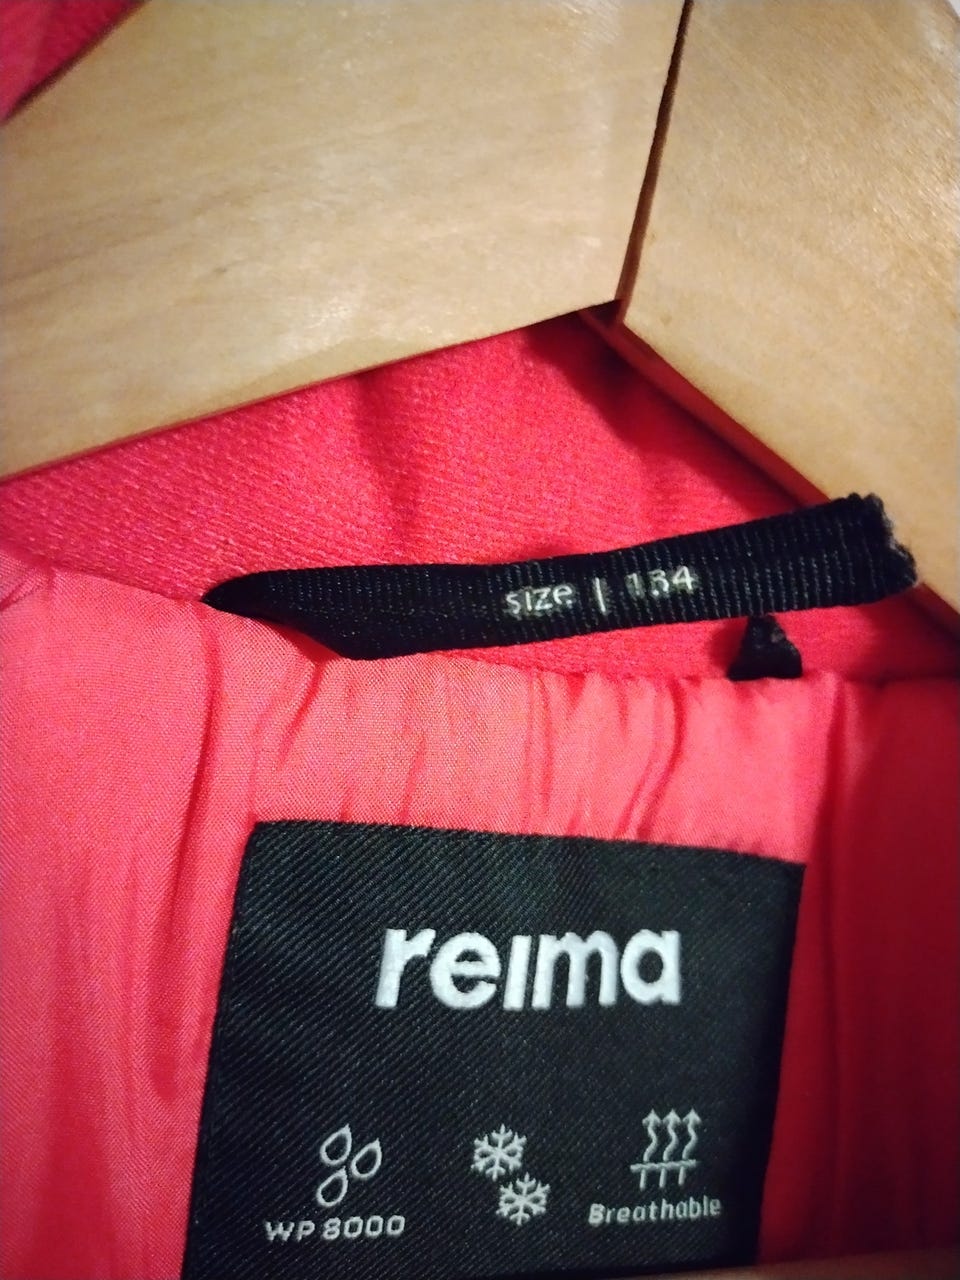 size | 134
reima
WP 8000
Breathable